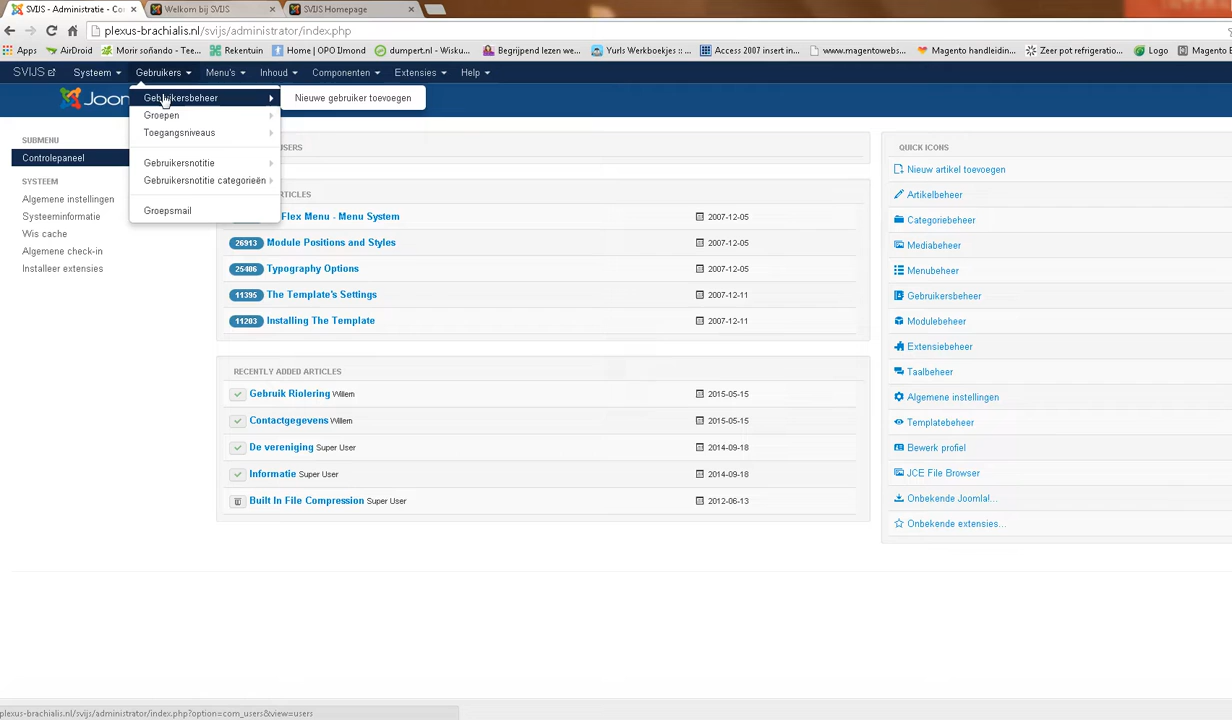 SVIJS - Administratie - Co
Welkom bij SVIJS
SVIJS Homepage
plexus-brachialis.nl/svijs/administrator/index.php
Apps
AirDroid
Morir soñando - Tee...
Rekentuin
Home | OPO IJmond
dumpert.nl - Wisku...
Begrijpend lezen we...
Yurls Werkboekjes :: ...
Access 2007 insert in...
www.magentowebs...
Magento handleidin...
Zeer pot refrigeratio...
Logo
Magento E
SVIJS
Systeem
Gebruikers
Menu's
Inhoud
Componenten
Extensies
Help
Joo
Gebruikersbeheer
Nieuwe gebruiker toevoegen
Groepen
Toegangsniveaus
Gebruikersnotitie
Gebruikersnotitie categorieën
Groepsmail
SUBMENU
Controlepaneel
SYSTEEM
Algemene instellingen
Systeeminformatie
Wis cache
Algemene check-in
Installeer extensies
USERS
ARTICLES
Flex Menu - Menu System 2007-12-05
26913 Module Positions and Styles 2007-12-05
25406 Typography Options 2007-12-05
11395 The Template's Settings 2007-12-11
11203 Installing The Template 2007-12-11
RECENTLY ADDED ARTICLES
Gebruik Riolering Willem 2015-05-15
Contactgegevens Willem 2015-05-15
De vereniging Super User 2014-09-18
Informatie Super User 2014-09-18
Built In File Compression Super User 2012-06-13
QUICK ICONS
Nieuw artikel toevoegen
Artikelbeheer
Categoriebeheer
Mediabeheer
Menubeheer
Gebruikersbeheer
Modulebeheer
Extensiebeheer
Taalbeheer
Algemene instellingen
Templatebeheer
Bewerk profiel
JCE File Browser
Onbekende Joomla!...
Onbekende extensies...
plexus-brachialis.nl/svijs/administrator/index.php?option=com_users&view=users